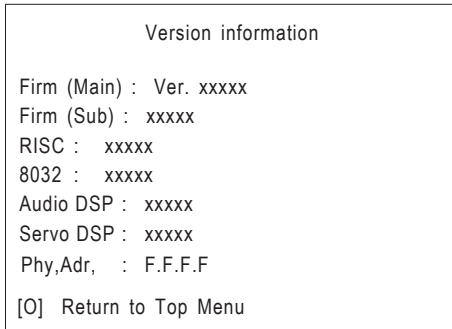 Version information
Firm (Main) : Ver. xxxxx
Firm (Sub) : xxxxx
RISC : xxxxx
8032 : xxxxx
Audio DSP : xxxxx
Servo DSP : xxxxx
Phy,Adr, : F.F.F.F
[O] Return to Top Menu